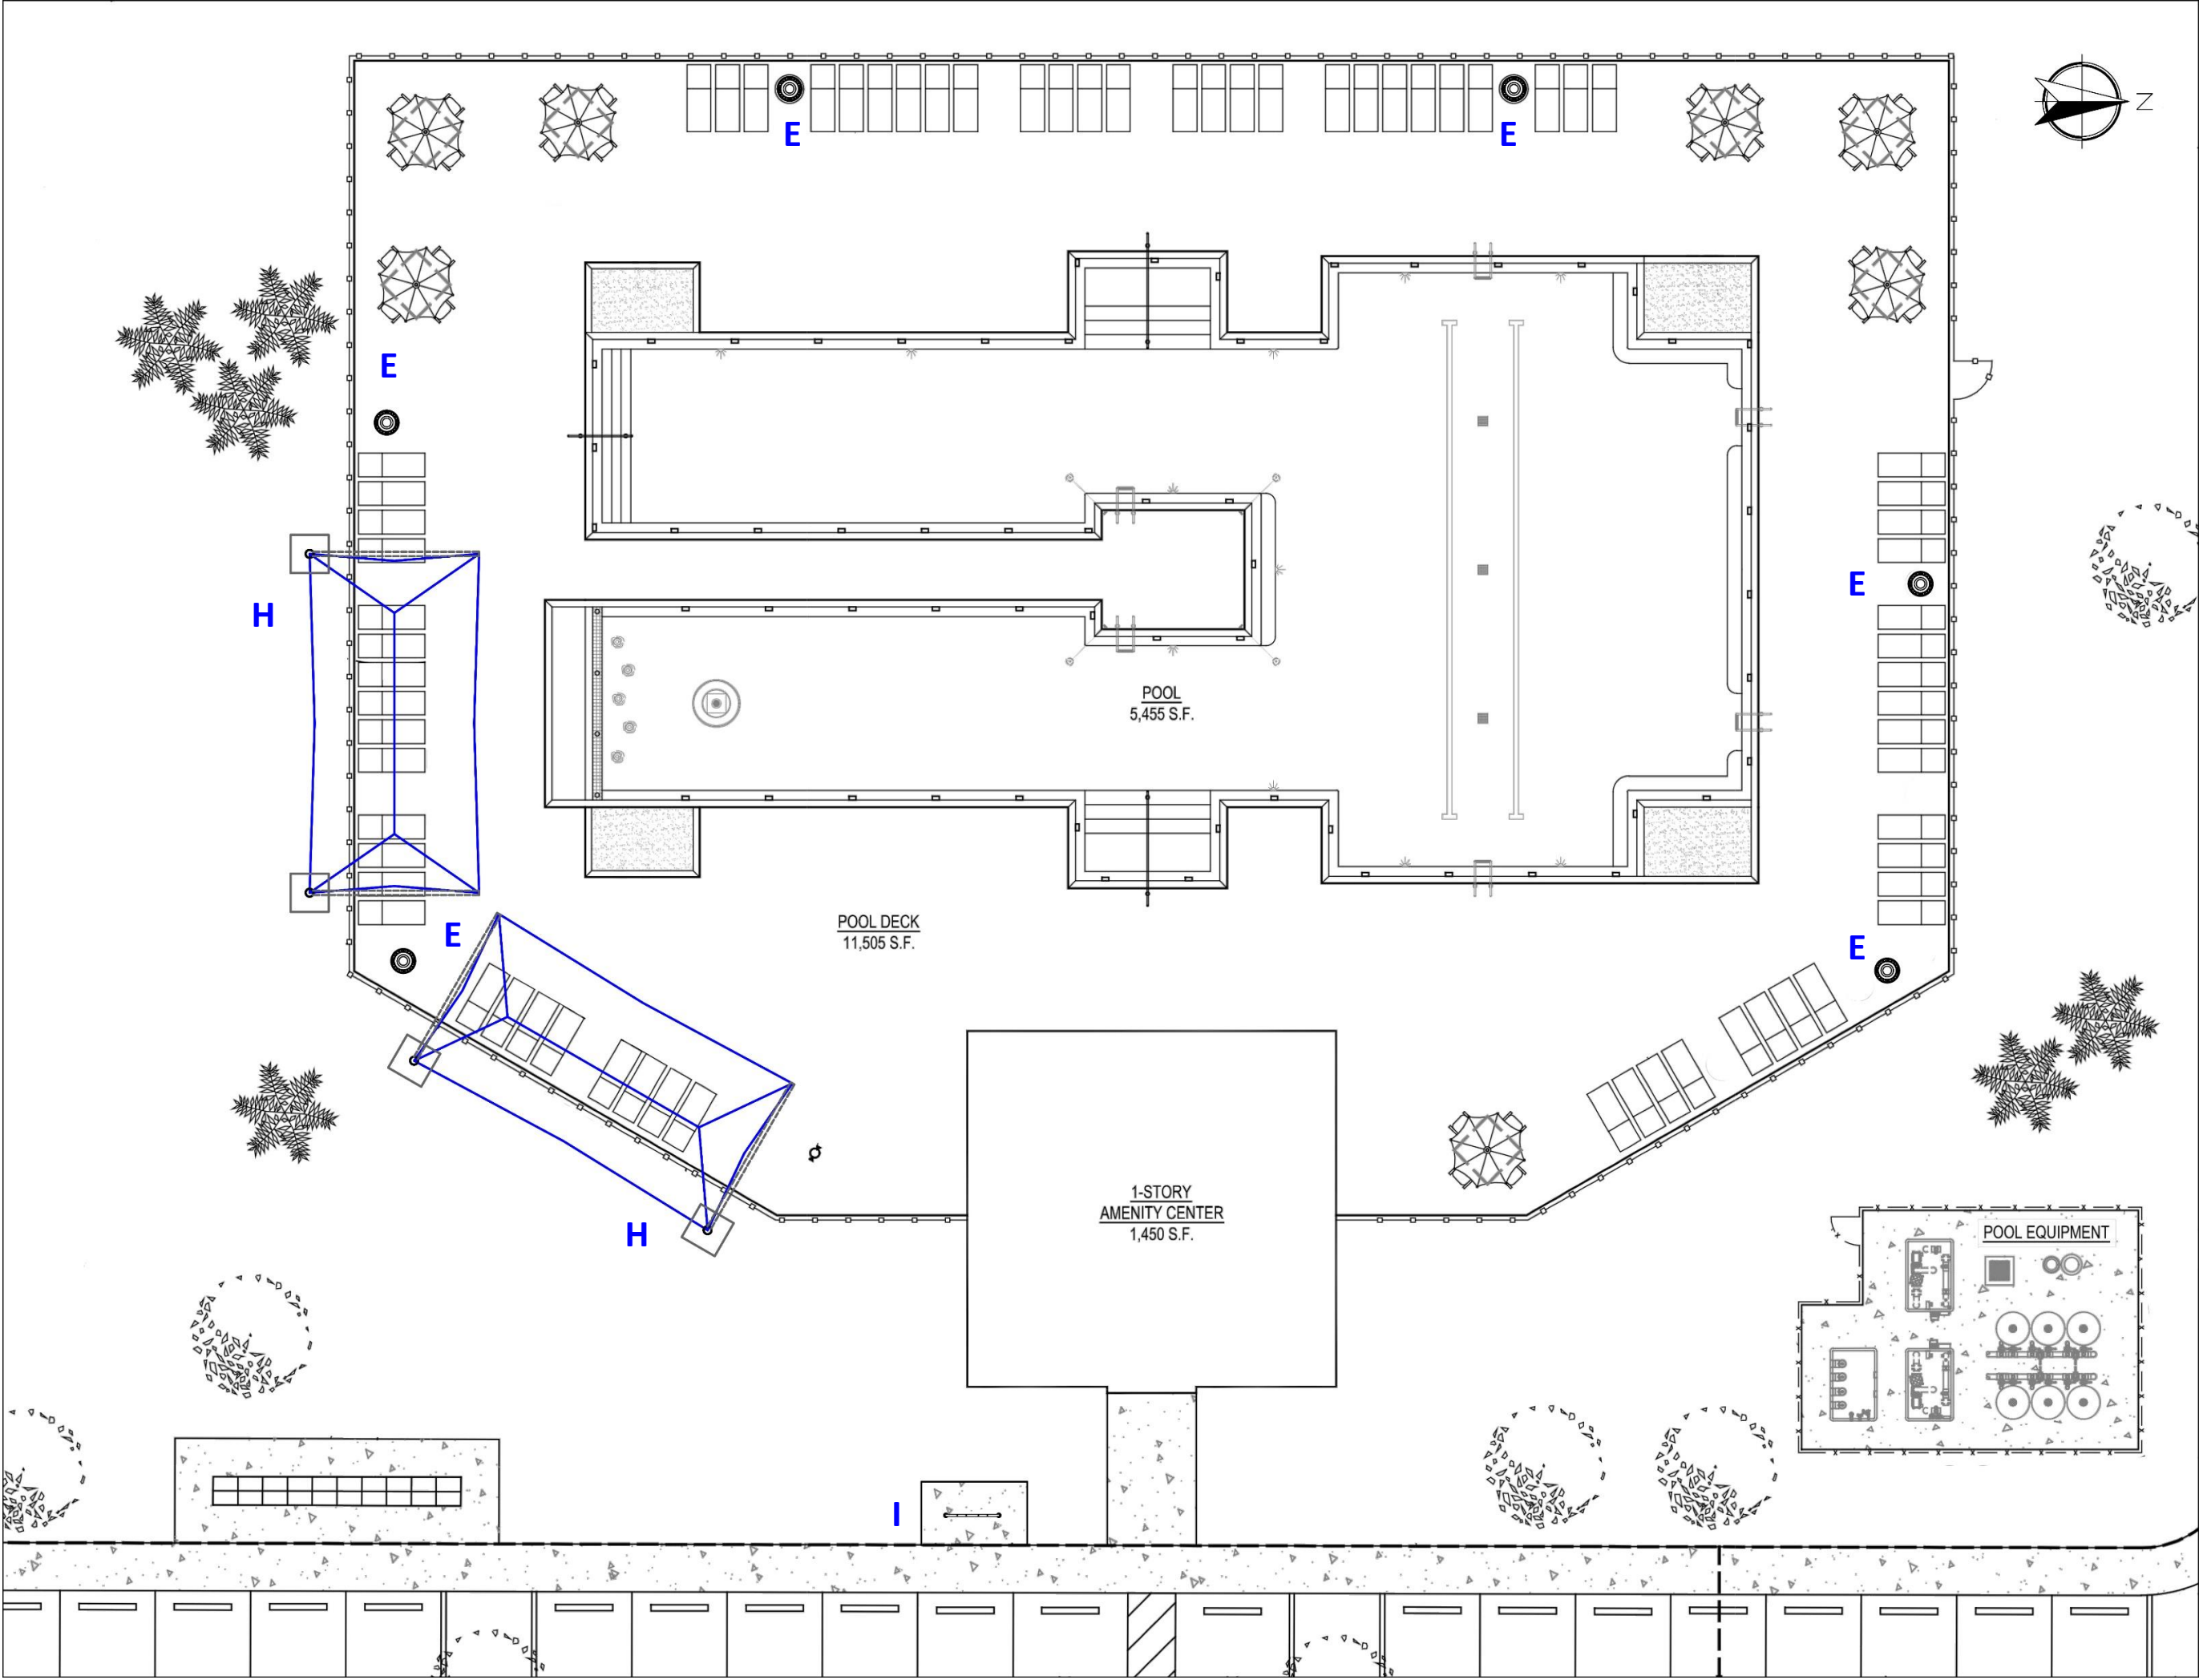 E
E
Z
E
H
E
POOL
5,455 S.F.
POOL DECK
11,505 S.F.
E
E
H
1-STORY
AMENITY CENTER
1,450 S.F.
POOL EQUIPMENT
I